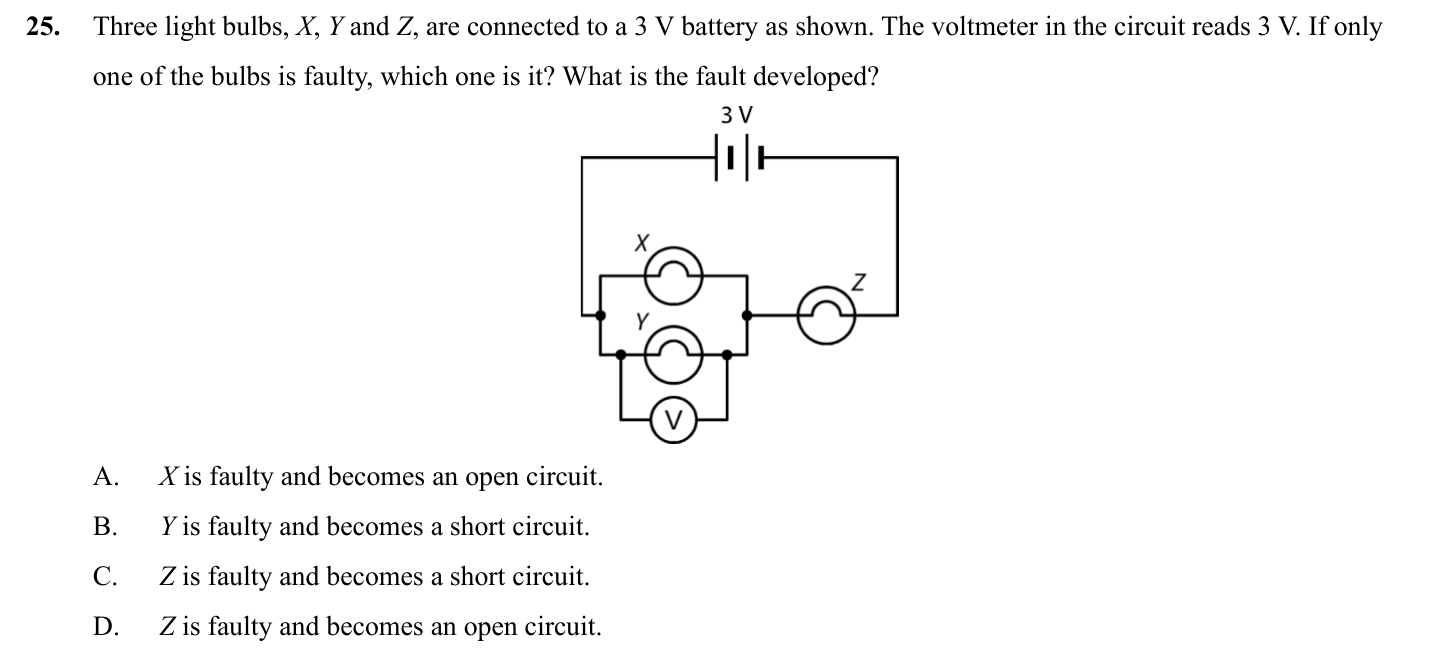 25. Three light bulbs, X, Y and Z, are connected to a 3 V battery as shown. The voltmeter in the circuit reads 3 V. If only
one of the bulbs is faulty, which one is it? What is the fault developed?
3 V
X
Z
Y
V
A. X is faulty and becomes an open circuit.
B. Y is faulty and becomes a short circuit.
C. Z is faulty and becomes a short circuit.
D. Z is faulty and becomes an open circuit.